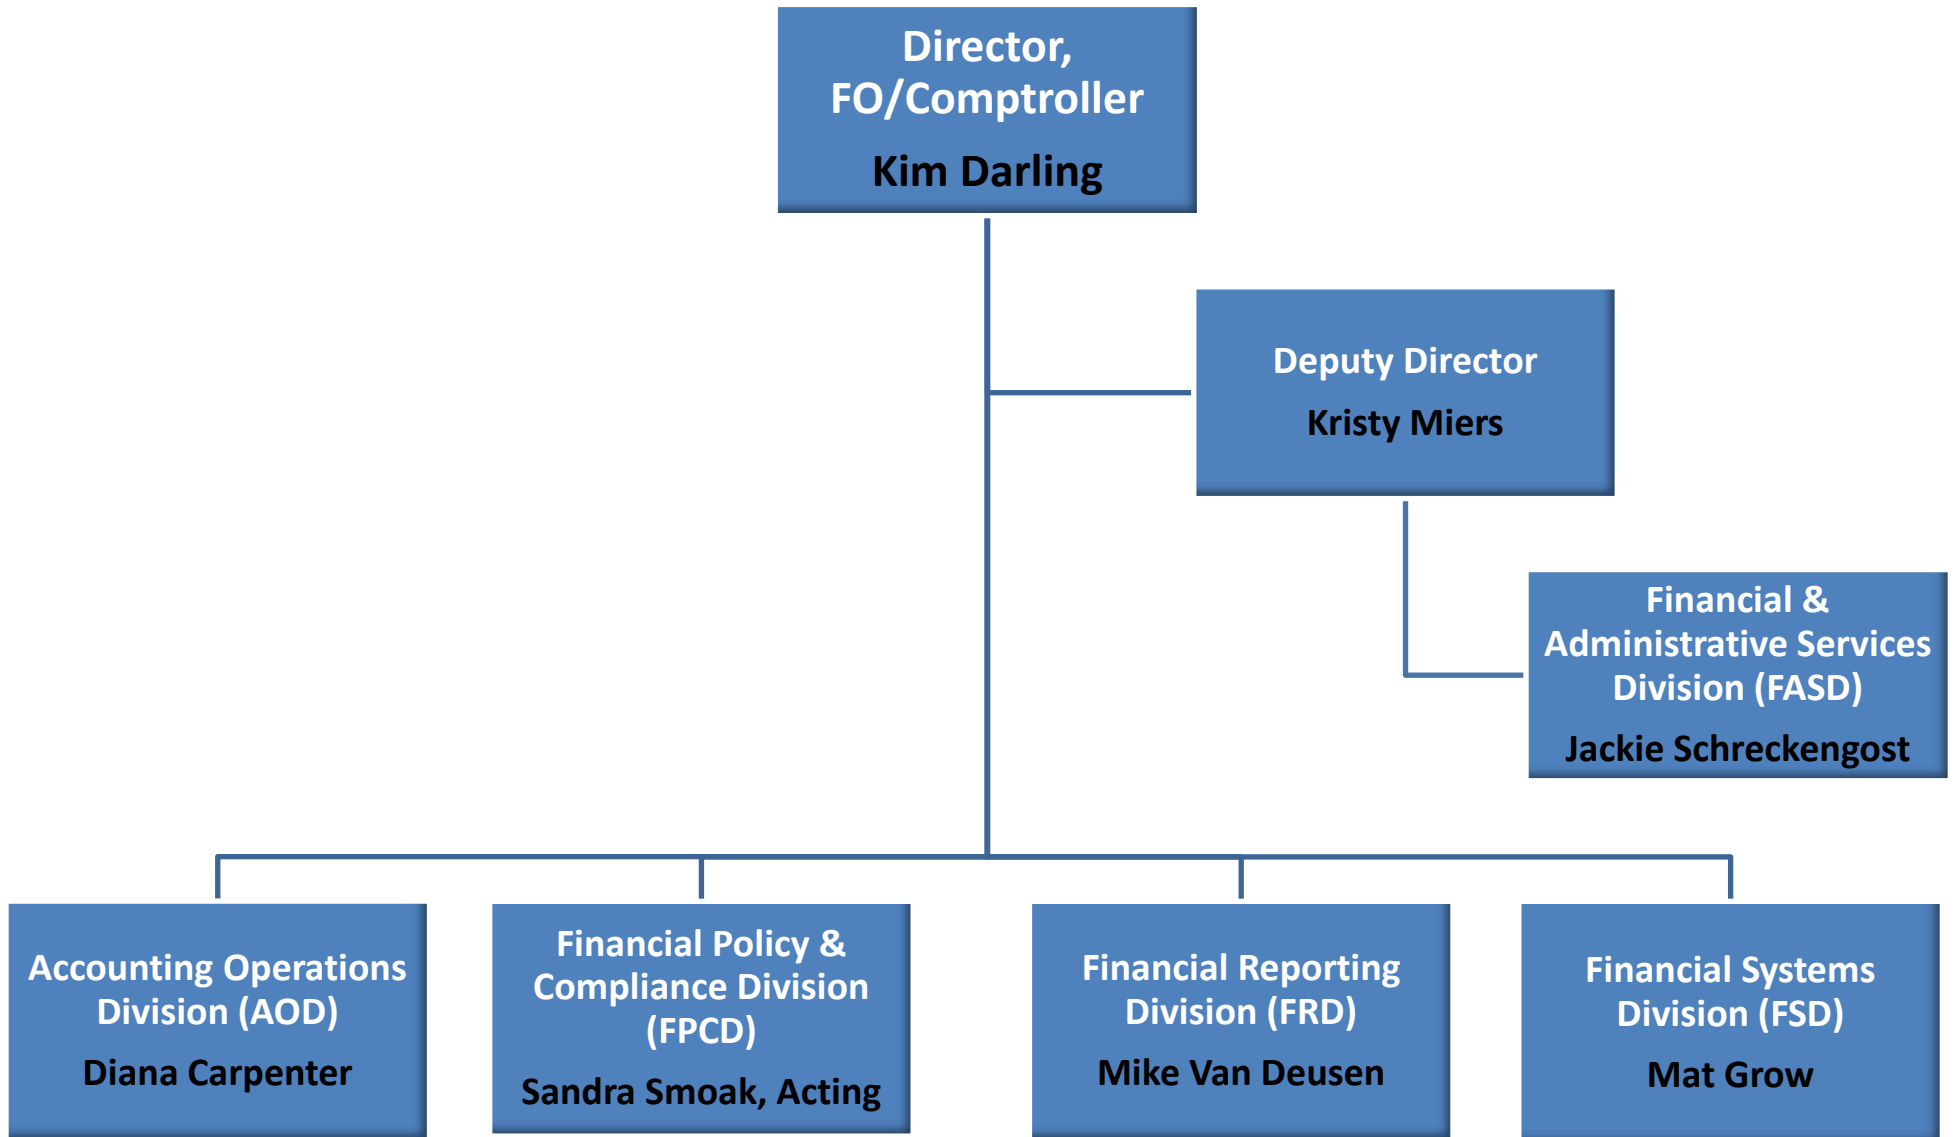 Director,
FO/Comptroller
Kim Darling
Deputy Director
Kristy Miers
Financial &
Administrative Services
Division (FASD)
Jackie Schreckengost
Accounting Operations
Division (AOD)
Diana Carpenter
Financial Policy &
Compliance Division
(FPCD)
Sandra Smoak, Acting
Financial Reporting
Division (FRD)
Mike Van Deusen
Financial Systems
Division (FSD)
Mat Grow